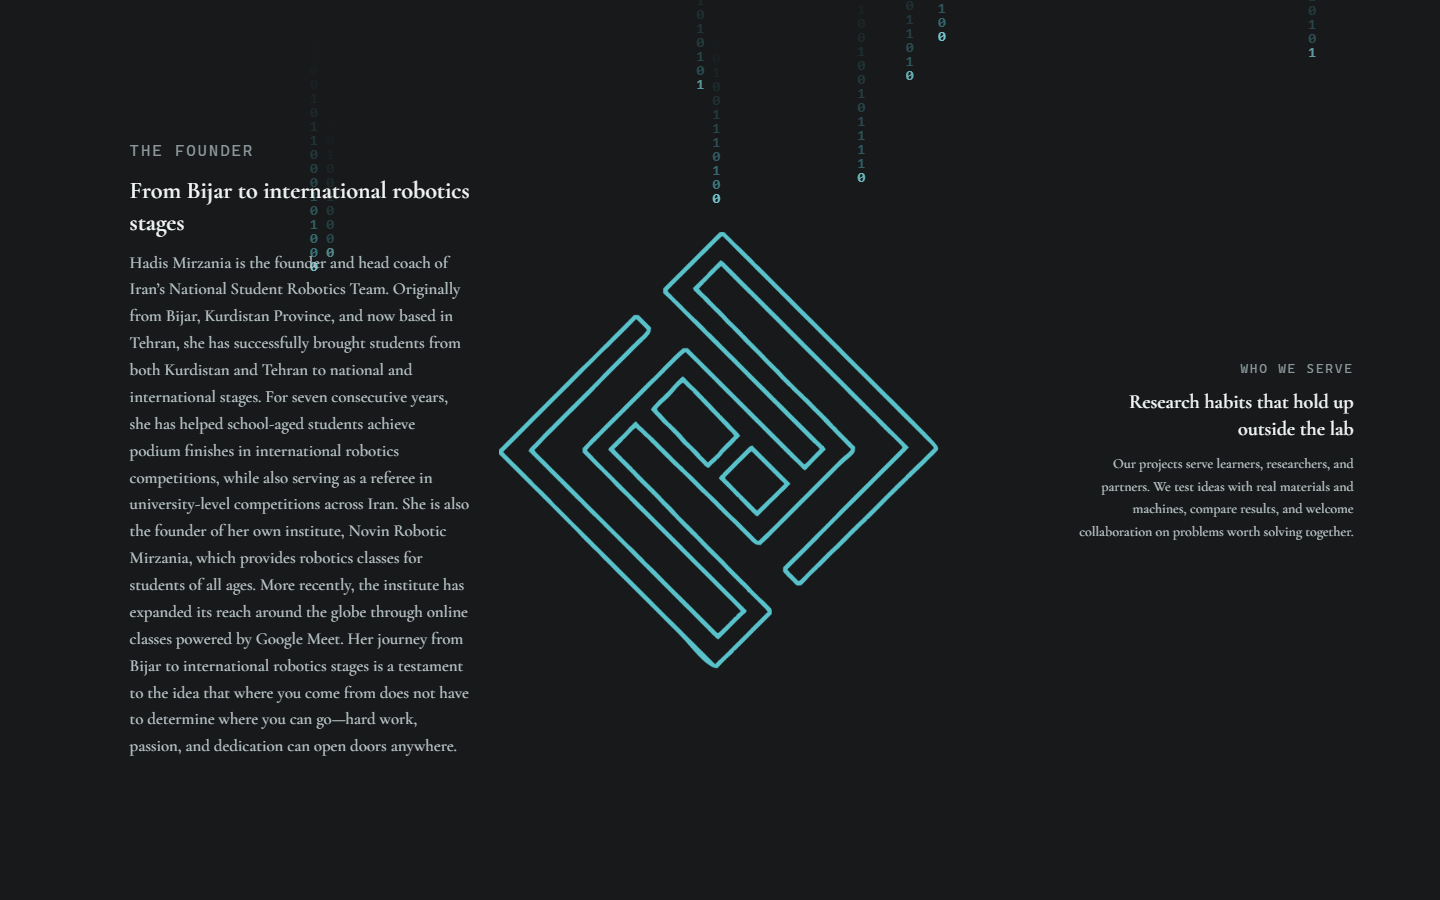 THE FOUNDER
From Bijar to international robotics
stages
Hadis Mirzania is the founder and head coach of
Iran’s National Student Robotics Team. Originally
from Bijar, Kurdistan Province, and now based in
Tehran, she has successfully brought students from
both Kurdistan and Tehran to national and
international stages. For seven consecutive years,
she has helped school-aged students achieve
podium finishes in international robotics
competitions, while also serving as a referee in
university-level competitions across Iran. She is also
the founder of her own institute, Novin Robotic
Mirzania, which provides robotics classes for
students of all ages. More recently, the institute has
expanded its reach around the globe through online
classes powered by Google Meet. Her journey from
Bijar to international robotics stages is a testament
to the idea that where you come from does not have
to determine where you can go—hard work,
passion, and dedication can open doors anywhere.
WHO WE SERVE
Research habits that hold up
outside the lab
Our projects serve learners, researchers, and
partners. We test ideas with real materials and
machines, compare results, and welcome
collaboration on problems worth solving together.